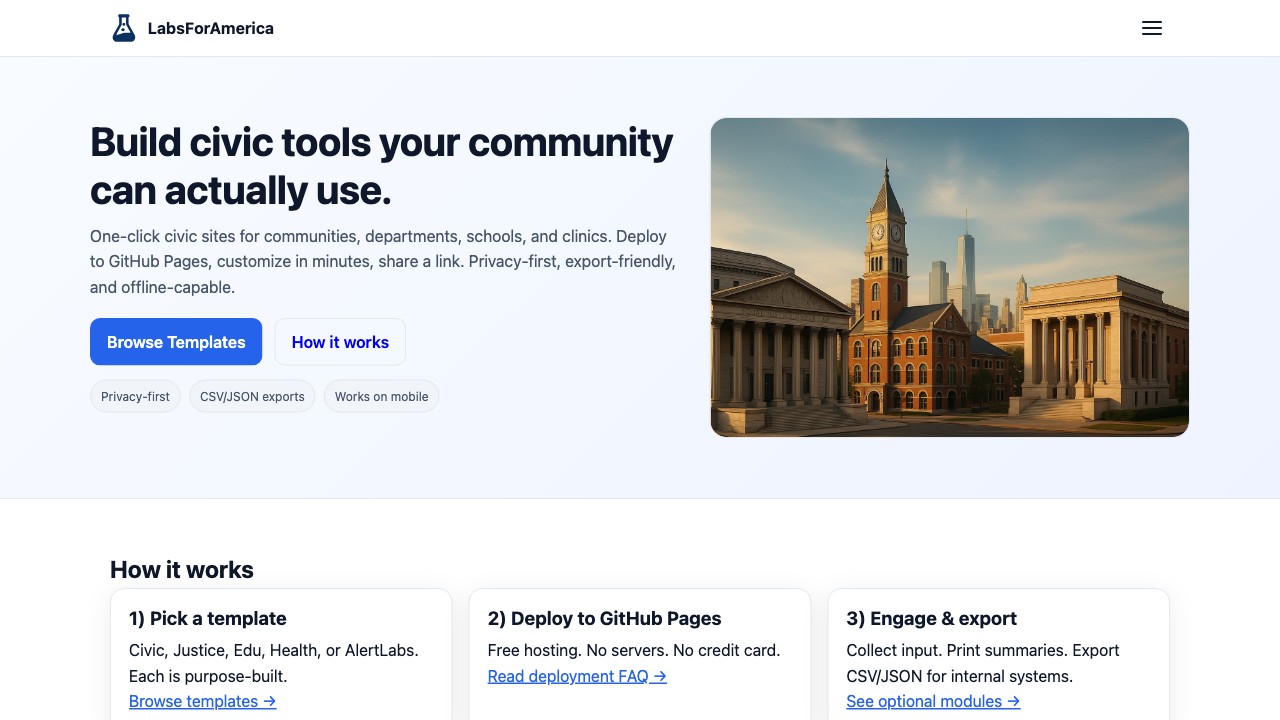 LabsForAmerica
Build civic tools your community
can actually use.
One-click civic sites for communities, departments, schools, and clinics. Deploy
to GitHub Pages, customize in minutes, share a link. Privacy-first, export-friendly,
and offline-capable.
Browse Templates
How it works
Privacy-first
CSV/JSON exports
Works on mobile
How it works
1) Pick a template
Civic, Justice, Edu, Health, or AlertLabs.
Each is purpose-built.
Browse templates →
2) Deploy to GitHub Pages
Free hosting. No servers. No credit card.
Read deployment FAQ →
3) Engage & export
Collect input. Print summaries. Export
CSV/JSON for internal systems.
See optional modules →